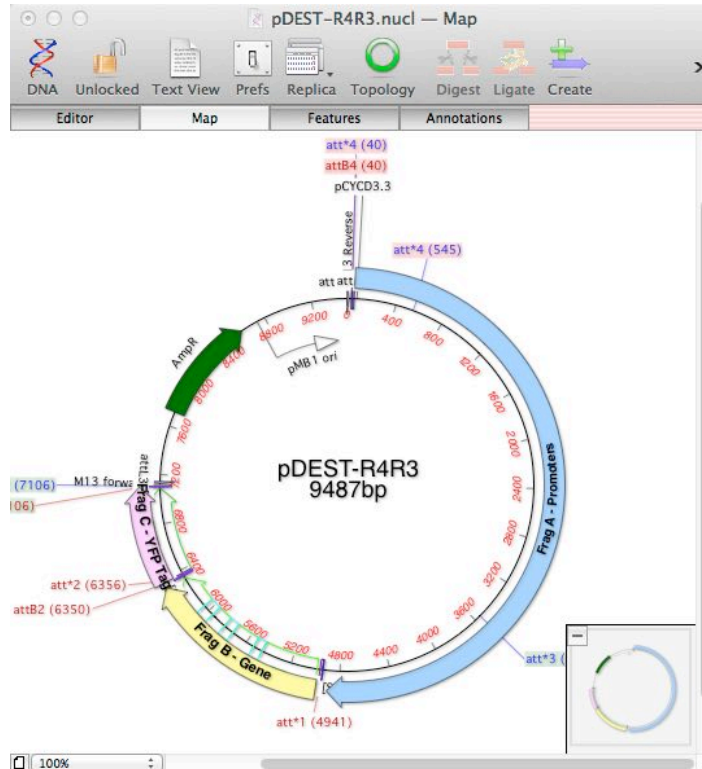 pDEST-R4R3.nucl — Map
DNA Unlocked Text View Prefs Replica Topology Digest Ligate Create
Editor Map Features Annotations
att*4 (40)
attB4 (40)
pCYCD3.3
3 Reverse
att*4 (545)
att att
AmpR
pMB1 ori
0
400
800
1200
1600
2000
2400
2800
3200
3600
4000
4400
4800
5200
5600
6000
6400
6800
7200
7600
8000
8400
8800
9200
pDEST-R4R3
9487bp
Frag A - Promoters
attL3
M13 forwa
(7106)
106)
Frag C - YFP Tag
att*2 (6356)
attB2 (6350)
Frag B - Gene
att*1 (4941)
att*3 (
100%